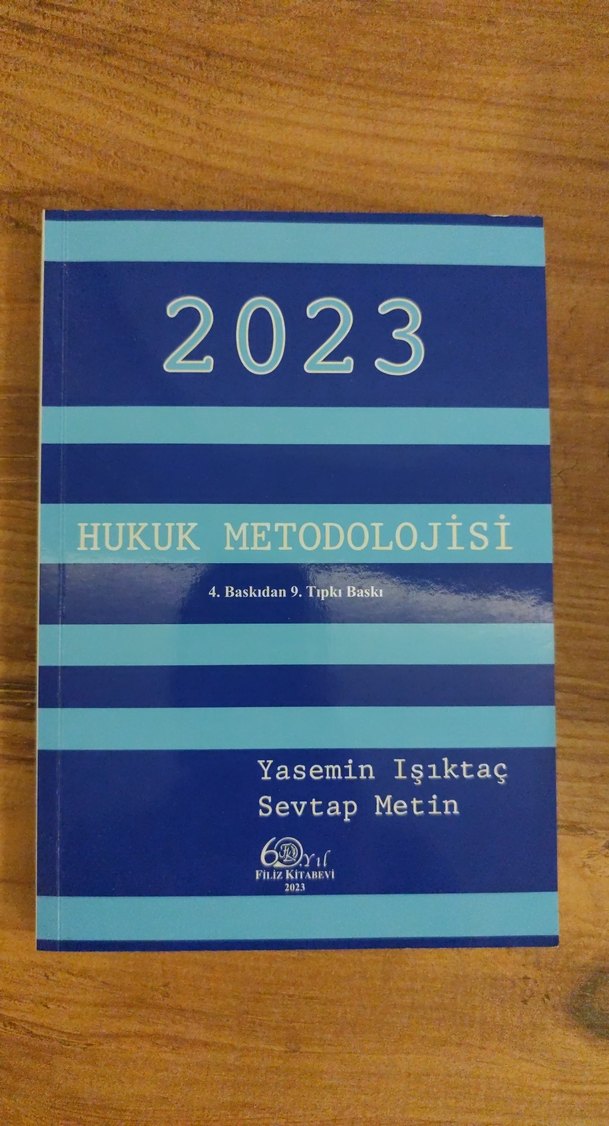 2023
HUKUK METODOLOJİSİ
4. Baskıdan 9. Tıpkı Baskı
Yasemin Işıktaç
Sevtap Metin
60.Yıl
FİLİZ KİTABEVİ
2023